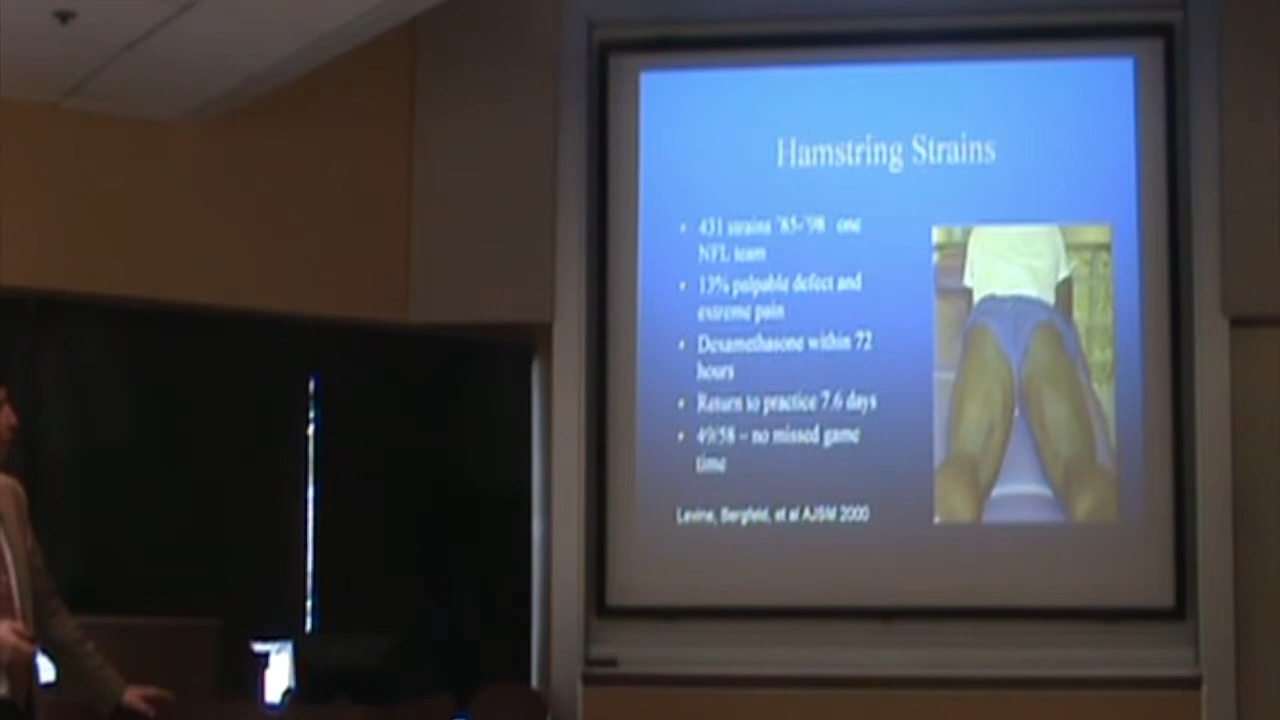 Hamstring Strains
• 431 strains '85-'98 one
NFL team
• 13% palpable defect and
extreme pain
• Dexamethasone within 72
hours
• Return to practice 7.6 days
• 49/58 – no missed game
time
Levine, Bergfeld, et al AJSM 2000